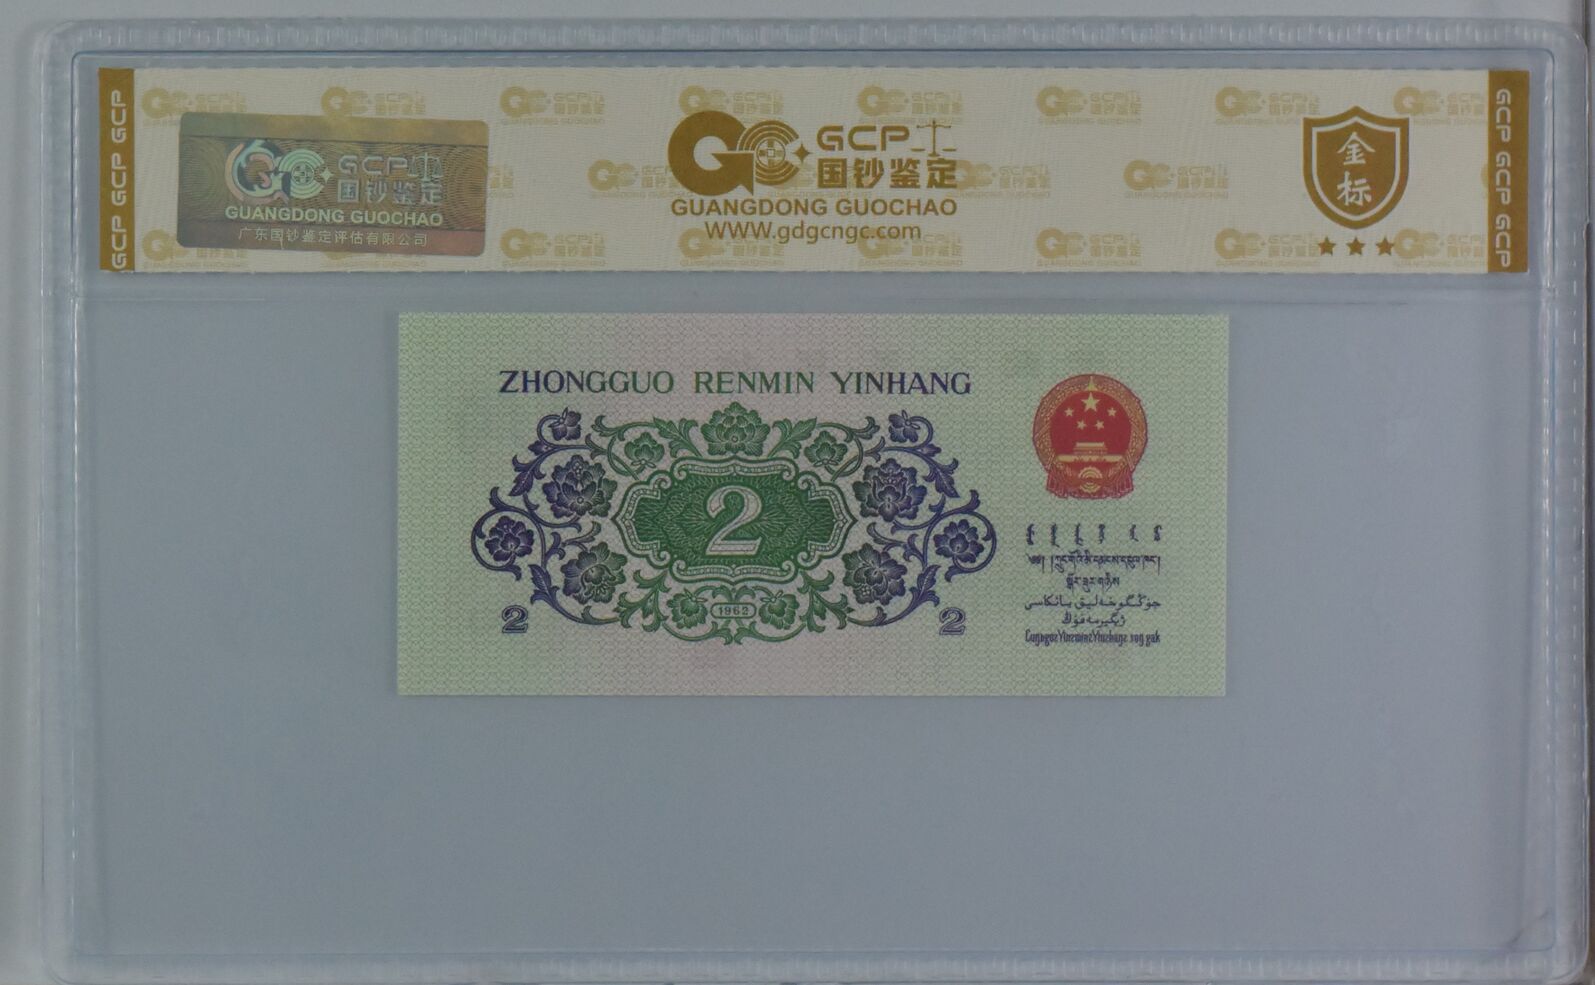 GCP GCP GCP
GCP
国钞鉴定
GUANGDONG GUOCHAO
广东国钞鉴定评估有限公司
GCP
国钞鉴定
GUANGDONG GUOCHAO
WWW.gdgcngc.com
金标
GCP GCP GCP
ZHONGGUO RENMIN YINHANG
2
1962
2
2
جۇڭگو خەلىق بانكاسى